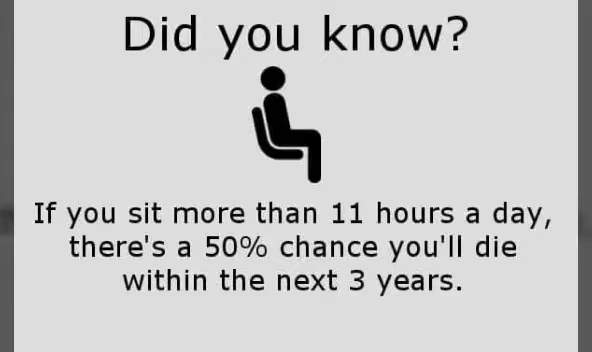 Did you know?
If you sit more than 11 hours a day,
there's a 50% chance you'll die
within the next 3 years.